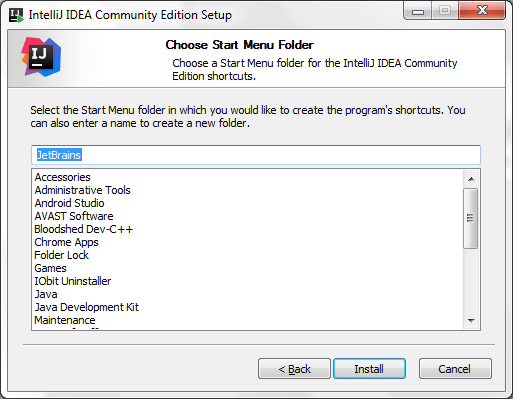 IntelliJ IDEA Community Edition Setup
IJ
Choose Start Menu Folder
Choose a Start Menu folder for the IntelliJ IDEA Community
Edition shortcuts.
Select the Start Menu folder in which you would like to create the program's shortcuts. You
can also enter a name to create a new folder.
JetBrains
Accessories
Administrative Tools
Android Studio
AVAST Software
Bloodshed Dev-C++
Chrome Apps
Folder Lock
Games
IObit Uninstaller
Java
Java Development Kit
Maintenance
< Back
Install
Cancel